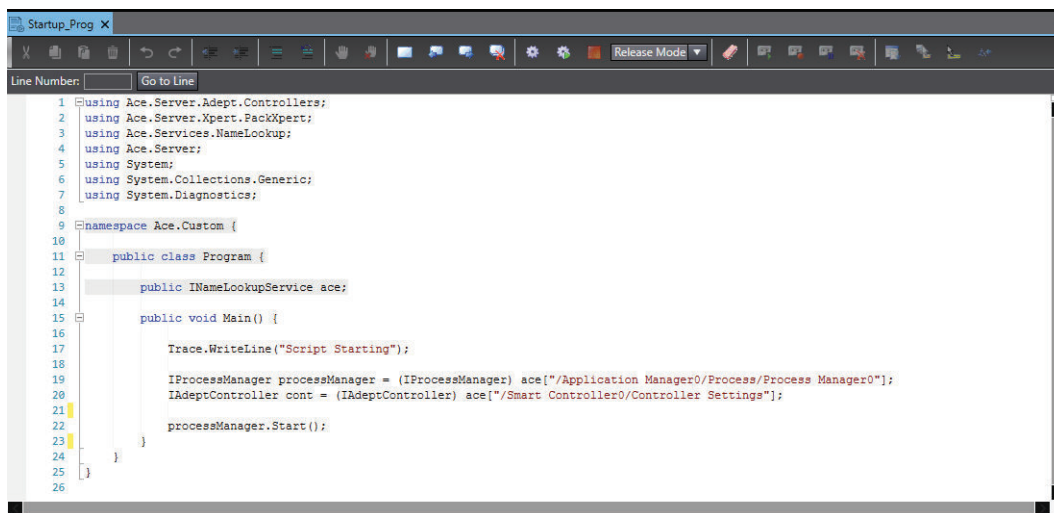 Startup_Prog X
Release Mode
Line Number: Go to Line
1 using Ace.Server.Adept.Controllers;
2 using Ace.Server.Xpert.PackXpert;
3 using Ace.Services.NameLookup;
4 using Ace.Server;
5 using System;
6 using System.Collections.Generic;
7 using System.Diagnostics;
8
9 namespace Ace.Custom {
10
11 public class Program {
12
13 public INameLookupService ace;
14
15 public void Main() {
16
17 Trace.WriteLine("Script Starting");
18
19 IProcessManager processManager = (IProcessManager) ace["/Application Manager0/Process/Process Manager0"];
20 IAdeptController cont = (IAdeptController) ace["/Smart Controller0/Controller Settings"];
21
22 processManager.Start();
23 }
24 }
25 }
26